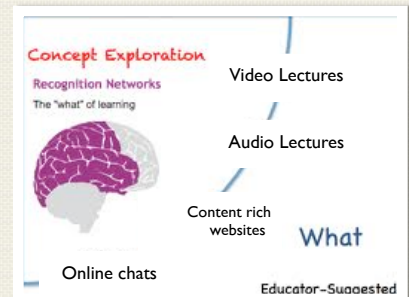 Concept Exploration
Recognition Networks
The "what" of learning
Video Lectures
Audio Lectures
Content rich
websites
What
Online chats
Educator-Suggested